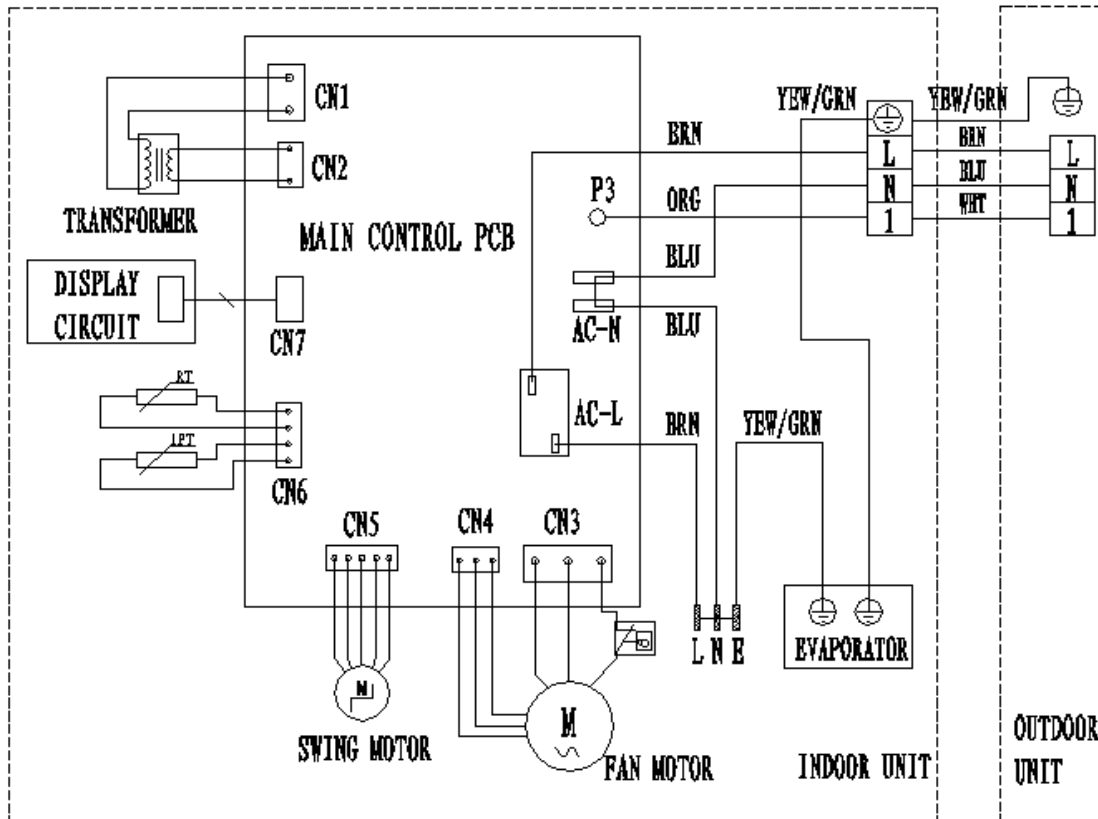 CN1
YEW/GRN
YEW/GRN
BRN
L
BRN
L
CN2
P3
BLU
N
N
TRANSFORMER
ORG
1
WHT
1
MAIN CONTROL PCB
BLU
DISPLAY
CIRCUIT
CN7
AC-N
BLU
RT
AC-L
BRN
YEW/GRN
1PT
CN6
CN5
CN4
CN3
L N E
EVAPORATOR
M
M
SWING MOTOR
FAN MOTOR
INDOOR UNIT
OUTDOOR
UNIT